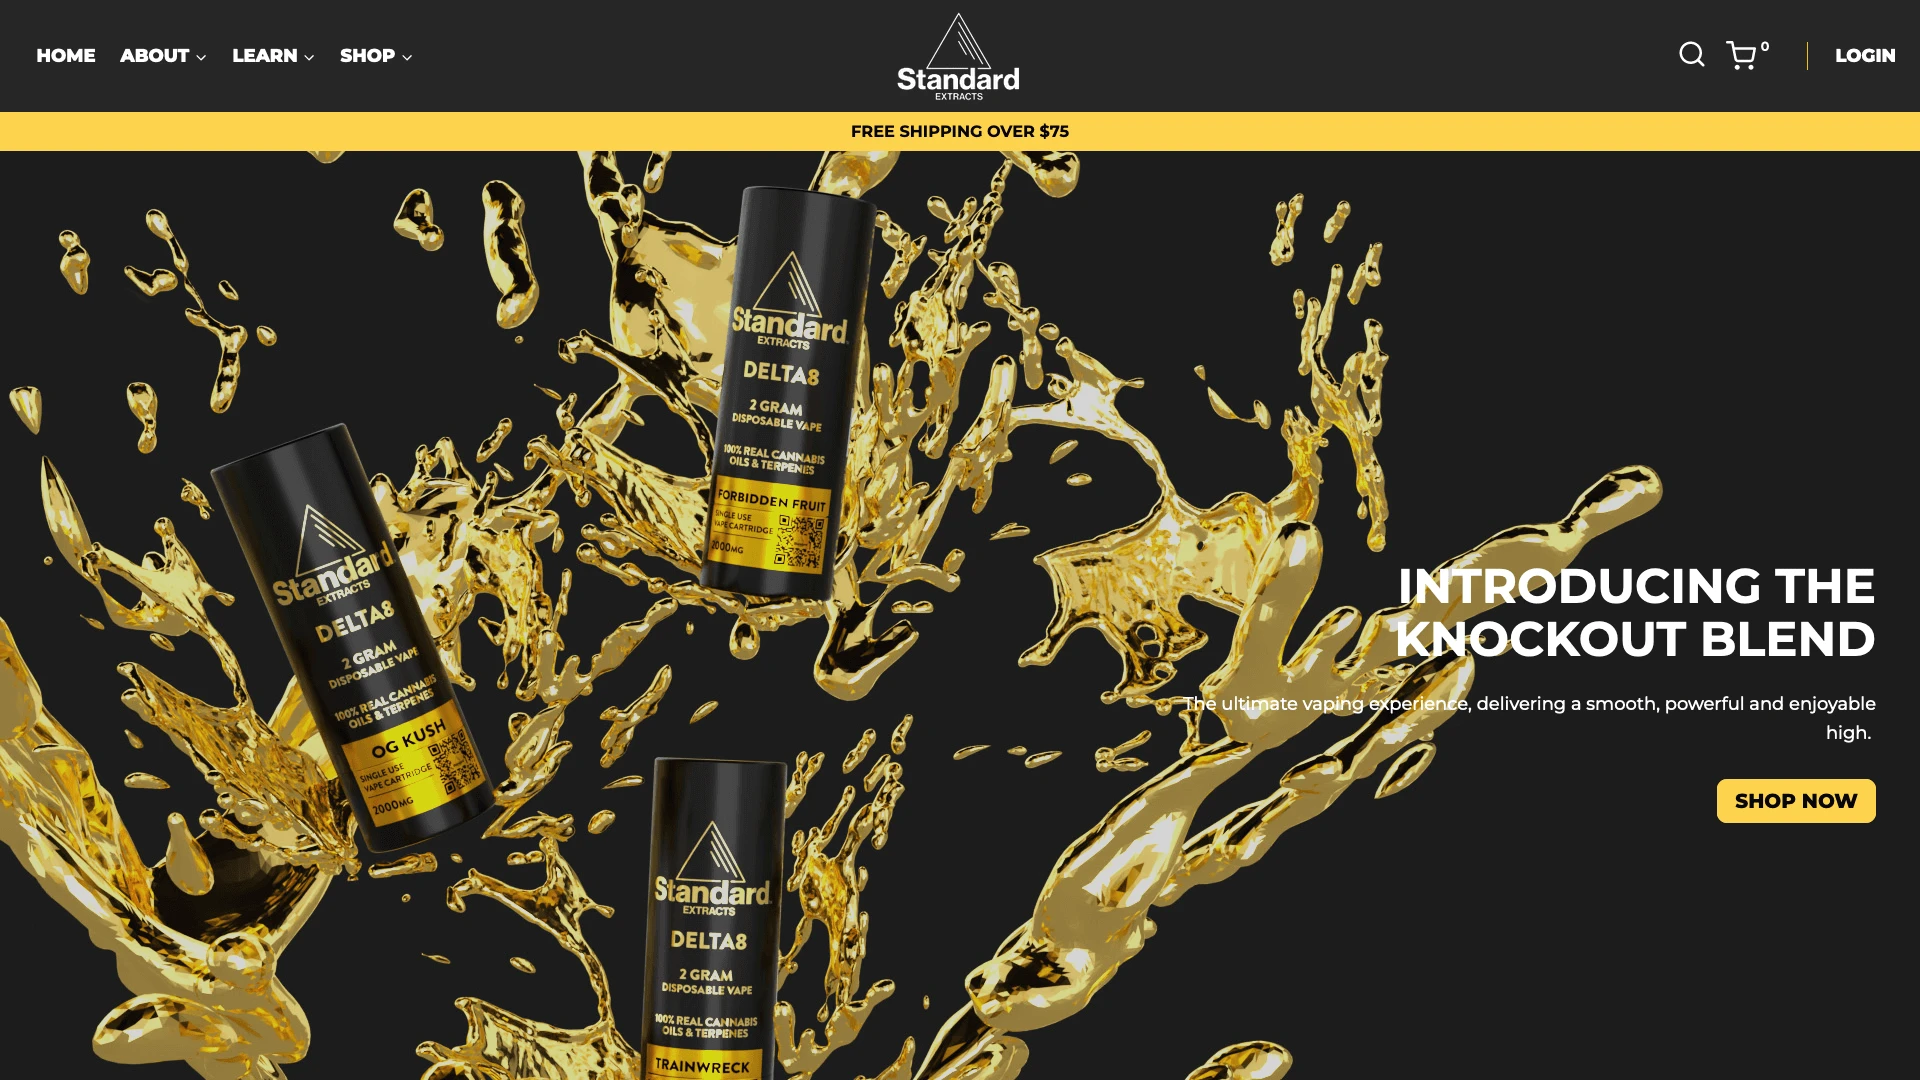 HOME ABOUT LEARN SHOP
Standard
EXTRACTS
0
LOGIN
FREE SHIPPING OVER $75
Standard
EXTRACTS
DELTA8
2 GRAM
DISPOSABLE VAPE
100% REAL CANNABIS
OILS & TERPENES
FORBIDDEN FRUIT
SINGLE USE
VAPE CARTRIDGE
2000MG
Standard
EXTRACTS
DELTA8
2 GRAM
DISPOSABLE VAPE
100% REAL CANNABIS
OILS & TERPENES
OG KUSH
SINGLE USE
VAPE CARTRIDGE
2000MG
INTRODUCING THE
KNOCKOUT BLEND
The ultimate vaping experience, delivering a smooth, powerful and enjoyable
high.
SHOP NOW
Standard
EXTRACTS
DELTA8
2 GRAM
DISPOSABLE VAPE
100% REAL CANNABIS
OILS & TERPENES
TRAINWRECK